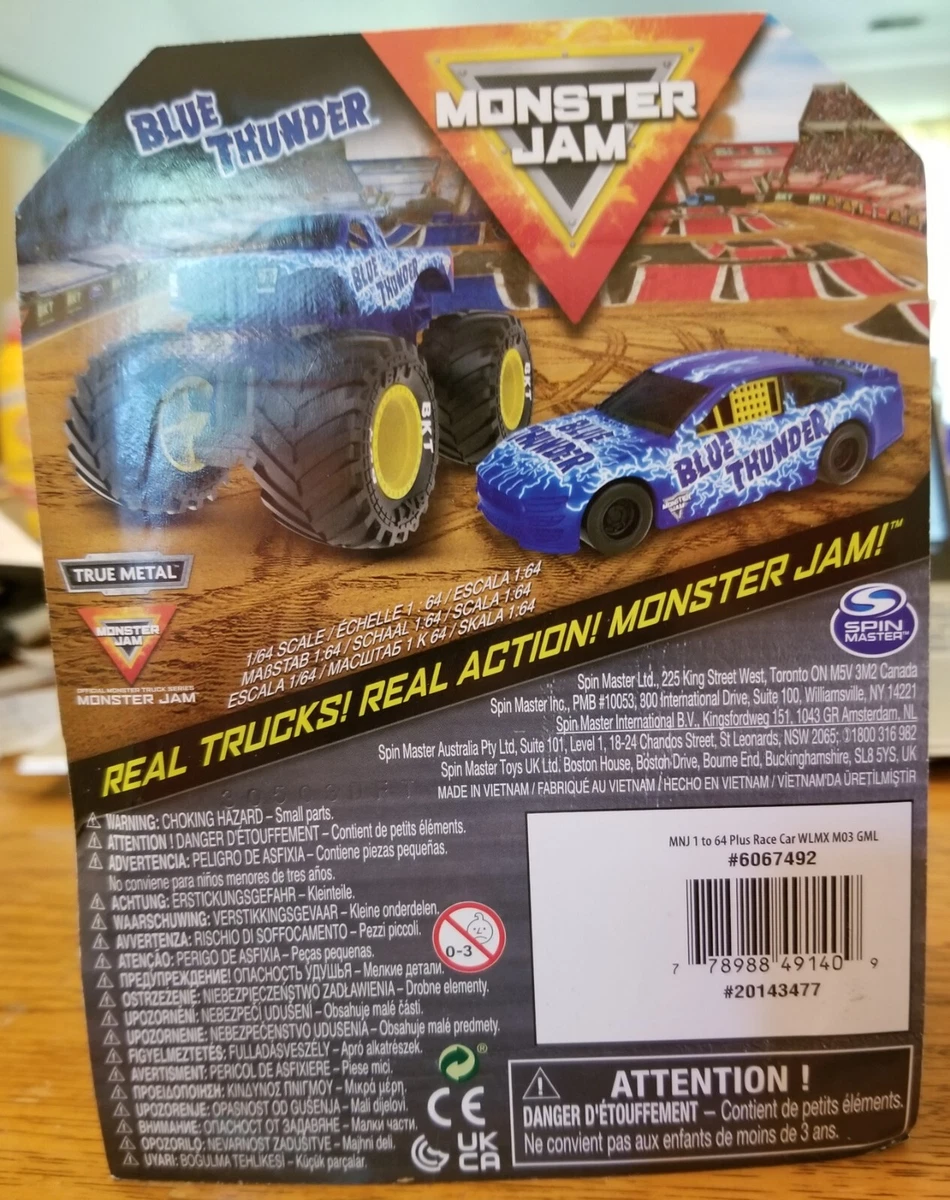 BLUE THUNDER
MONSTER
JAM
BLUE THUNDER
BKT
BKT
BLUE THUNDER
BLUE THUNDER
MONSTER JAM
TRUE METAL™
MONSTER
JAM
OFFICIAL MONSTER TRUCK SERIES
MONSTER JAM
1/64 SCALE / ÉCHELLE 1 : 64 / ESCALA 1:64
MAßSTAB 1:64 / SCHAAL 1:64 / SCALA 1:64
ESCALA 1/64 / МАСШТАБ 1 К 64 / SKALA 1:64
REAL TRUCKS! REAL ACTION! MONSTER JAM!™
SPIN
MASTER™
Spin Master Ltd., 225 King Street West, Toronto ON M5V 3M2 Canada
Spin Master Inc., PMB #10053, 300 International Drive, Suite 100, Williamsville, NY 14221
Spin Master International B.V., Kingsfordweg 151, 1043 GR Amsterdam, NL
Spin Master Australia Pty Ltd, Suite 101, Level 1, 18-24 Chandos Street, St Leonards, NSW 2065; 1800 316 982
Spin Master Toys UK Ltd. Boston House, Boston Drive, Bourne End, Buckinghamshire, SL8 5YS, UK
MADE IN VIETNAM / FABRIQUÉ AU VIETNAM / HECHO EN VIETNAM / VİETNAM'DA ÜRETİLMİŞTİR
WARNING: CHOKING HAZARD – Small parts.
ATTENTION ! DANGER D'ÉTOUFFEMENT – Contient de petits éléments.
ADVERTENCIA: PELIGRO DE ASFIXIA – Contiene piezas pequeñas.
No conviene para niños menores de tres años.
ACHTUNG: ERSTICKUNGSGEFAHR – Kleinteile.
WAARSCHUWING: VERSTIKKINGSGEVAAR – Kleine onderdelen.
AVVERTENZA: RISCHIO DI SOFFOCAMENTO – Pezzi piccoli.
ATENÇÃO: PERIGO DE ASFIXIA – Peças pequenas.
ПРЕДУПРЕЖДЕНИЕ! ОПАСНОСТЬ УДУШЬЯ – Мелкие детали.
OSTRZEŻENIE: NIEBEZPIECZEŃSTWO ZADŁAWIENIA – Drobne elementy.
UPOZORNĚNÍ: NEBEZPEČÍ UDUŠENÍ – Obsahuje malé části.
UPOZORNENIE: NEBEZPEČENSTVO UDUSENIA – Obsahuje malé predmety.
FIGYELMEZTETÉS: FULLADÁSVESZÉLY – Apró alkatrészek.
AVERTISMENT: PERICOL DE ASFIXIERE – Piese mici.
ΠΡΟΕΙΔΟΠΟΙΗΣΗ: ΚΙΝΔΥΝΟΣ ΠΝΙΓΜΟΥ – Μικρά μέρη.
UPOZORENJE: OPASNOST OD GUŠENJA – Mali dijelovi.
ВНИМАНИЕ: ОПАСНОСТ ОТ ЗАДАВЯНЕ – Малки части.
OPOZORILO: NEVARNOST ZADUŠITVE – Majhni deli.
UYARI: BOĞULMA TEHLİKESİ – Küçük parçalar.
0-3
®
CE
UK
CA
MNJ 1 to 64 Plus Race Car WLMX M03 GML
#6067492
7 78988 49140 9
#20143477
ATTENTION !
DANGER D'ÉTOUFFEMENT – Contient de petits éléments.
Ne convient pas aux enfants de moins de 3 ans.